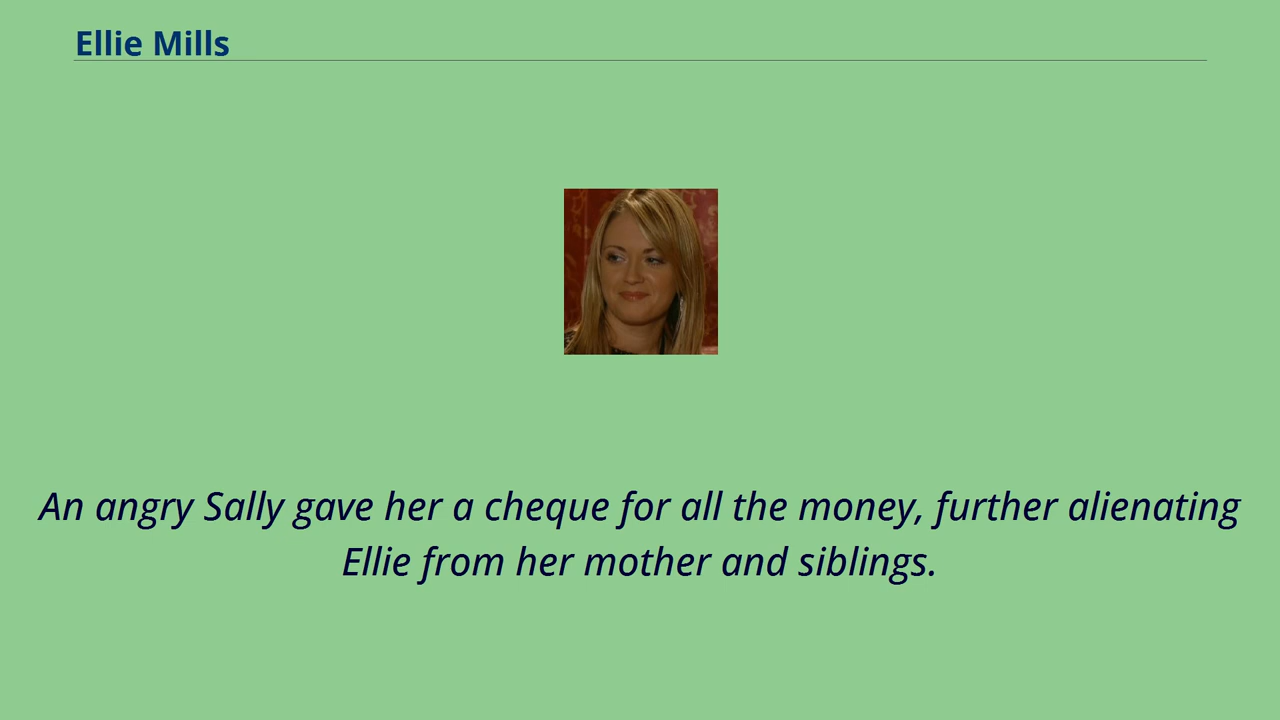 Ellie Mills
An angry Sally gave her a cheque for all the money, further alienating
Ellie from her mother and siblings.